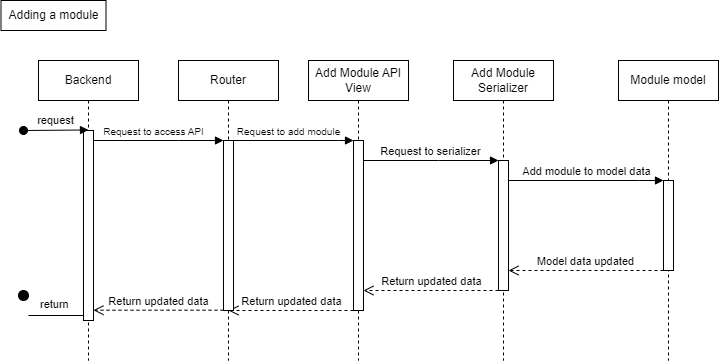 Adding a module
Backend
Router
Add Module API
View
Add Module
Serializer
Module model
request
Request to access API
Request to add module
Request to serializer
Add module to model data
Model data updated
Return updated data
return
Return updated data
Return updated data